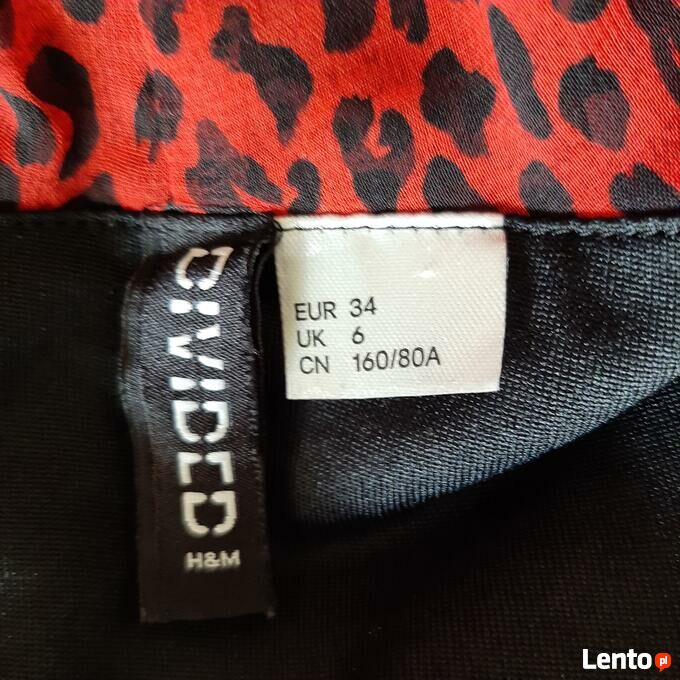 DIVIDED
H&M
EUR 34
UK 6
CN 160/80A
Lento pl